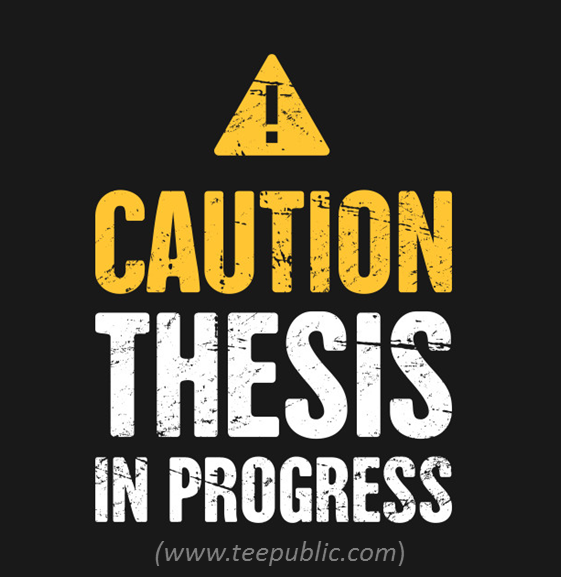 !
CAUTION
THESIS
IN PROGRESS
(www.teepublic.com)